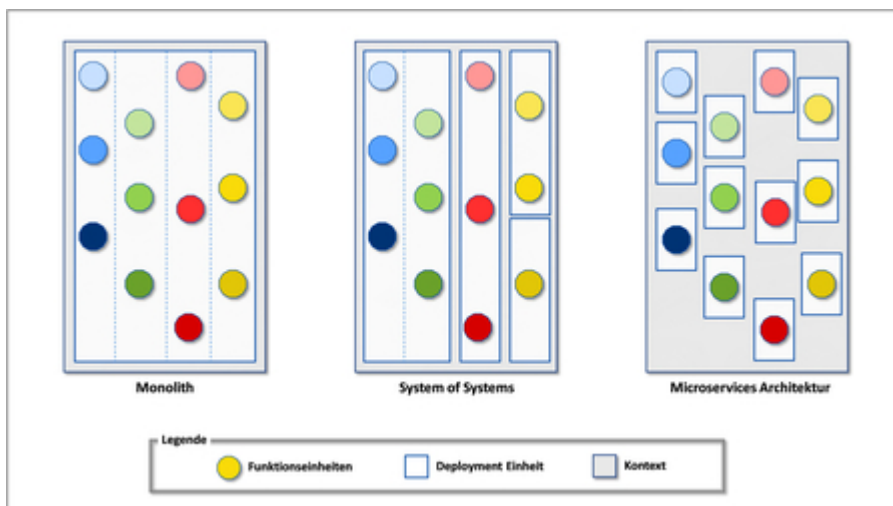 Monolith
System of Systems
Microservices Architektur
Legende
Funktionseinheiten
Deployment Einheit
Kontext